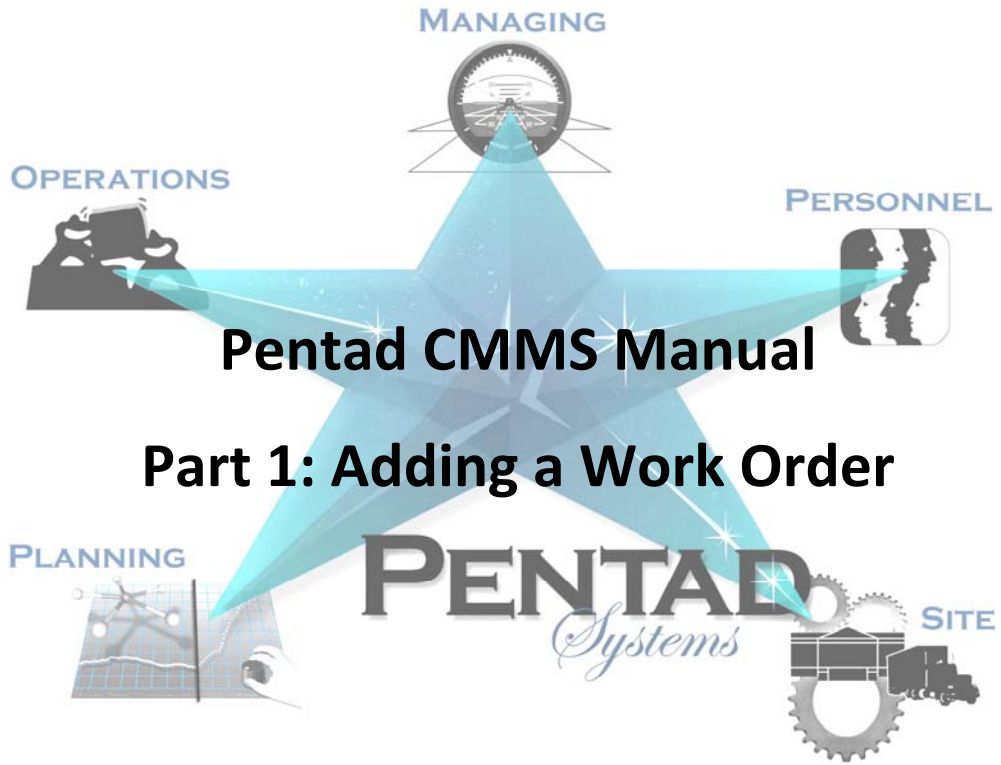 MANAGING
OPERATIONS
PERSONNEL
Pentad CMMS Manual
Part 1: Adding a Work Order
PLANNING
PENTAD
Systems
SITE